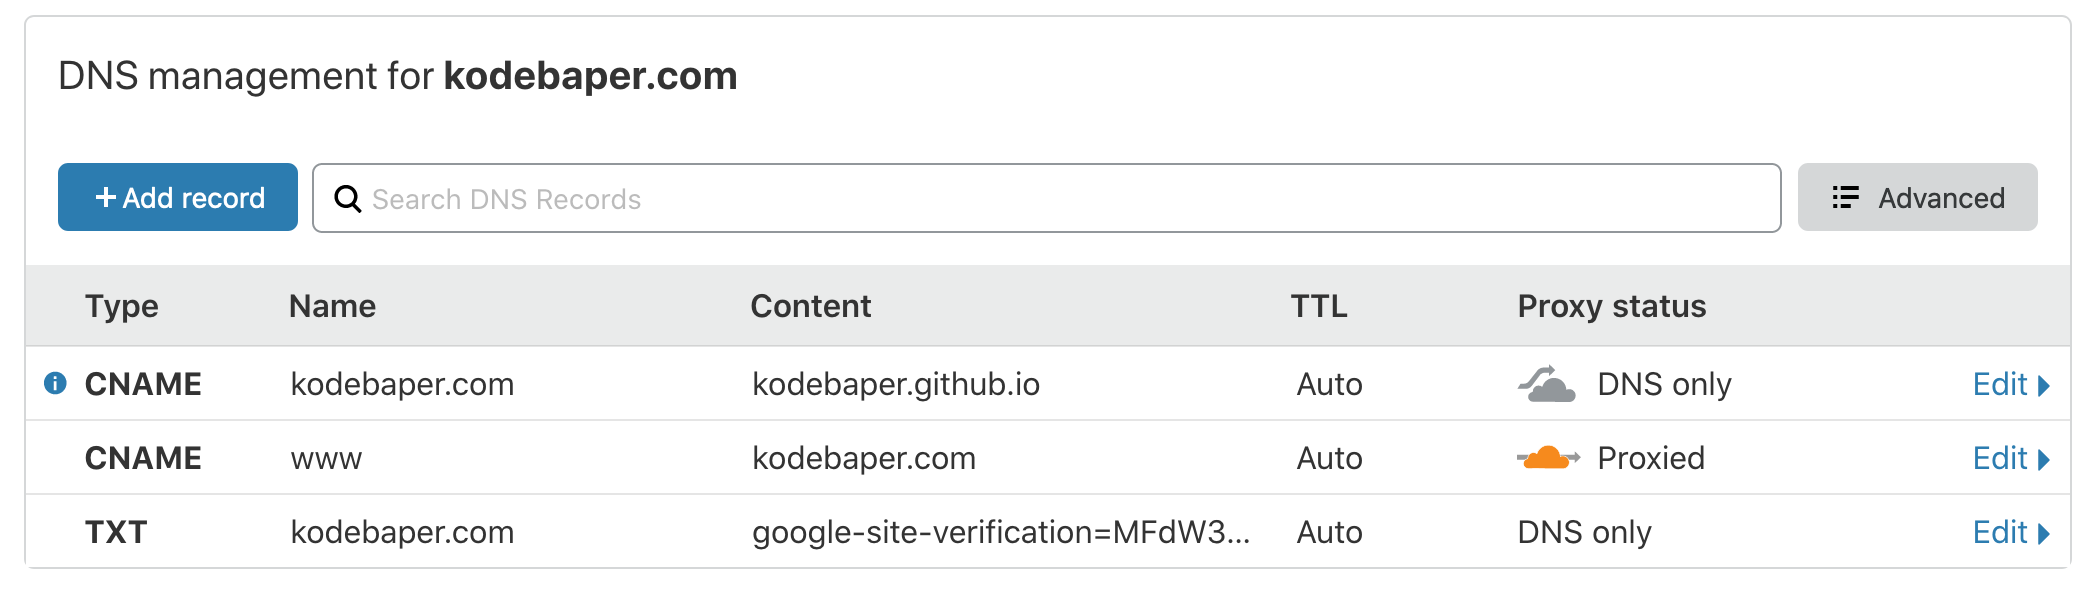 DNS management for kodebaper.com
+ Add record Search DNS Records Advanced
Type Name Content TTL Proxy status
CNAME kodebaper.com kodebaper.github.io Auto DNS only Edit
CNAME www kodebaper.com Auto Proxied Edit
TXT kodebaper.com google-site-verification=MFdW3... Auto DNS only Edit